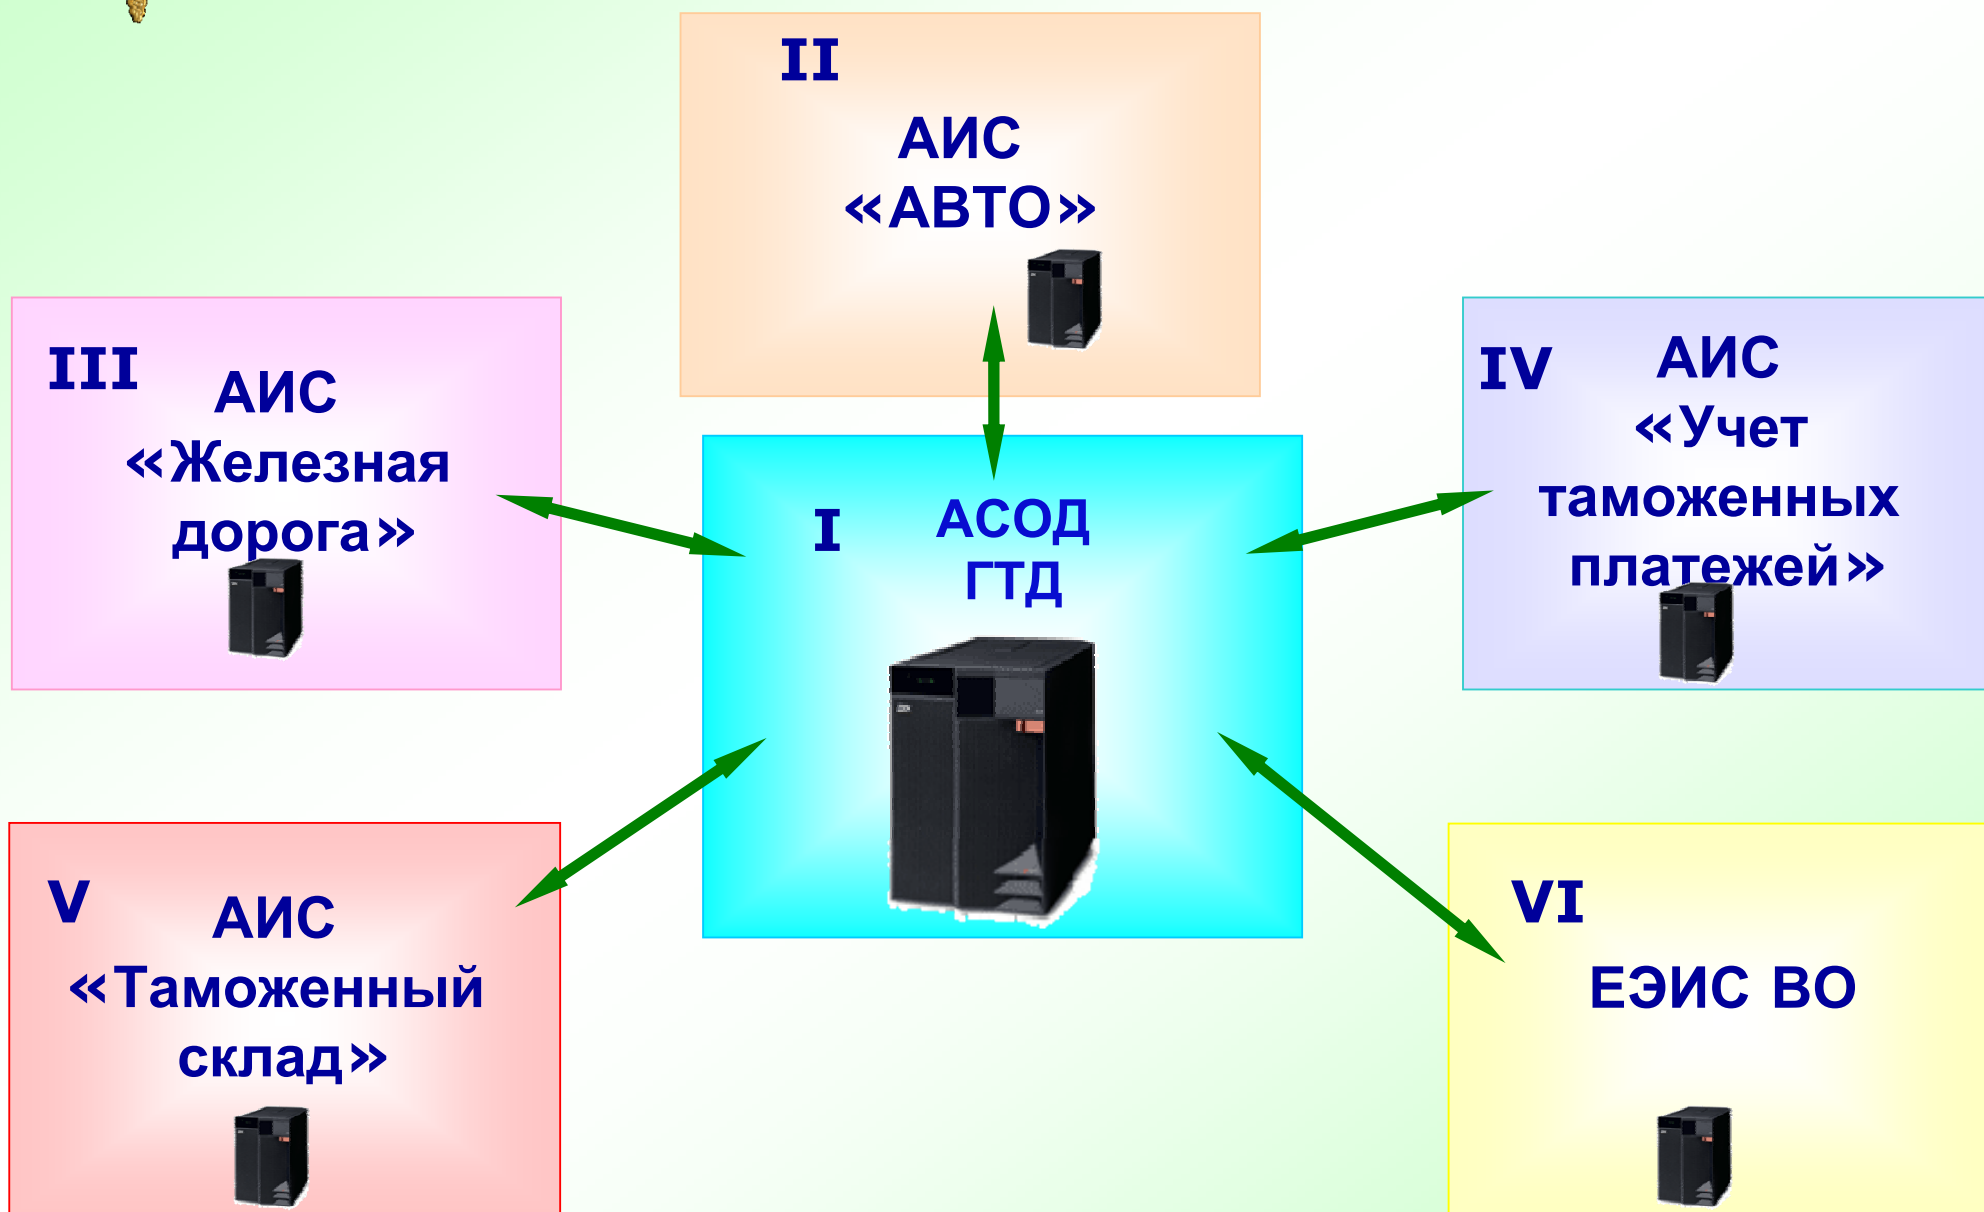 II
АИС
«АВТО»
III
АИС
«Железная
дорога»
IV
АИС
«Учет
таможенных
платежей»
I
АСОД
ГТД
V
АИС
«Таможенный
склад»
VI
ЕЭИС ВО